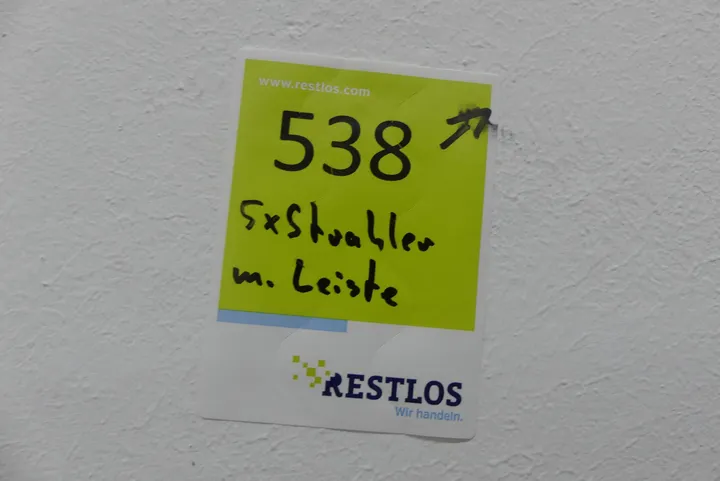 www.restlos.com
538
5xStrahler
m. Leiste
RESTLOS
Wir handeln.